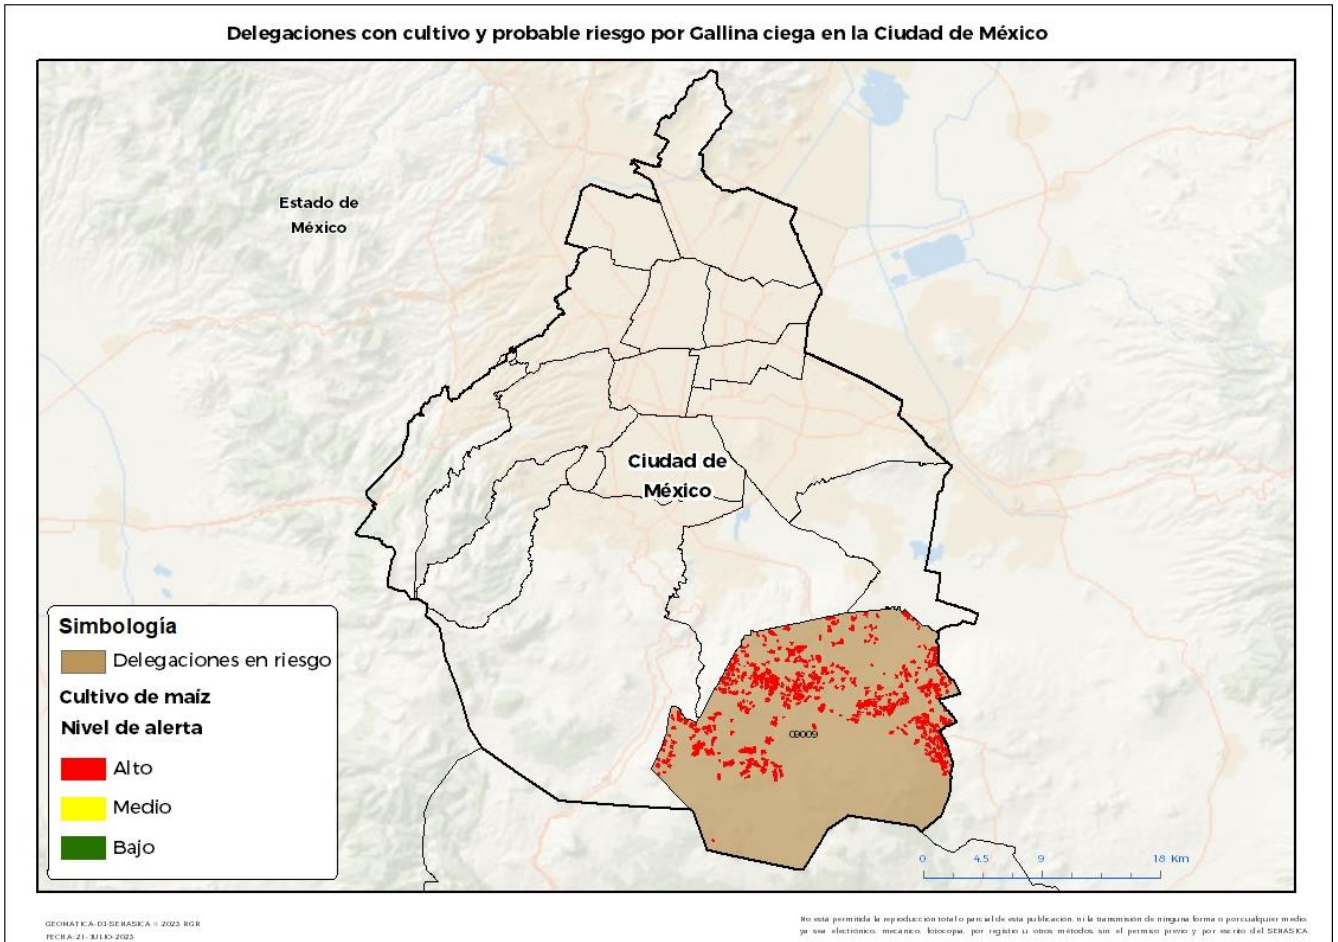 Delegaciones con cultivo y probable riesgo por Gallina ciega en la Ciudad de México
Estado de
México
Ciudad de
México
09009
Simbología
Delegaciones en riesgo
Cultivo de maíz
Nivel de alerta
Alto
Medio
Bajo
0 4.5 9 18 Km
GEOMATICA-DJ-SENASICA © 2023 RGR
FECHA: 21-JULIO-2023
No está permitida la reproducción total o parcial de esta publicación, ni la transmisión de ninguna forma o por cualquier medio,
ya sea electrónico, mecánico, fotocopia, por registro u otros métodos, sin el permiso previo y por escrito del SENASICA.